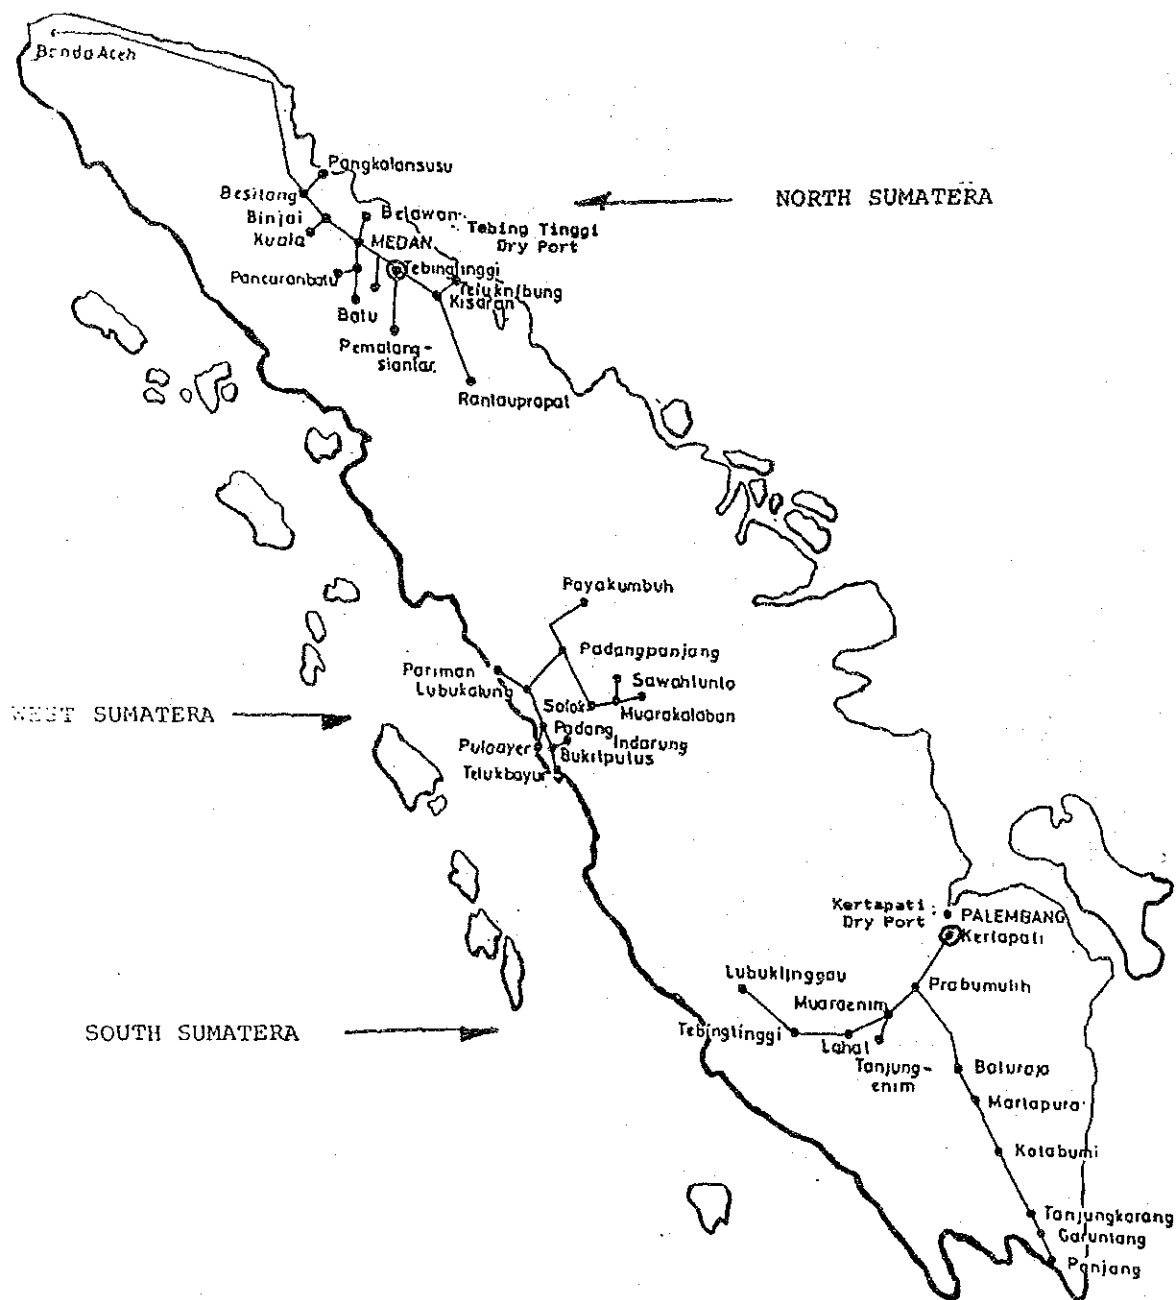 Banda Aceh
Pangkalansusu
Besitang
NORTH SUMATERA
Binjai
Belawan
Tebing Tinggi
Dry Port
Kuala
MEDAN
Pancuranbatu
Tebingtinggi
Kisaran
Batu
Pematang-
siantar
Rantauprapat
Payakumbuh
Padangpanjang
Pariman
Lubukalung
Sawahlunto
Solok
Muarakalaban
WEST SUMATERA
Padang
Indarung
Puloayer
Bukitputus
Telukbayur
Kertapati
Dry Port
PALEMBANG
Kertapati
Lubuklinggau
Prabumulih
Muaraenim
SOUTH SUMATERA
Tebingtinggi
Lahat
Tanjung-
enim
Baturaja
Martapura
Kotabumi
Tanjungkarang
Garuntang
Panjang